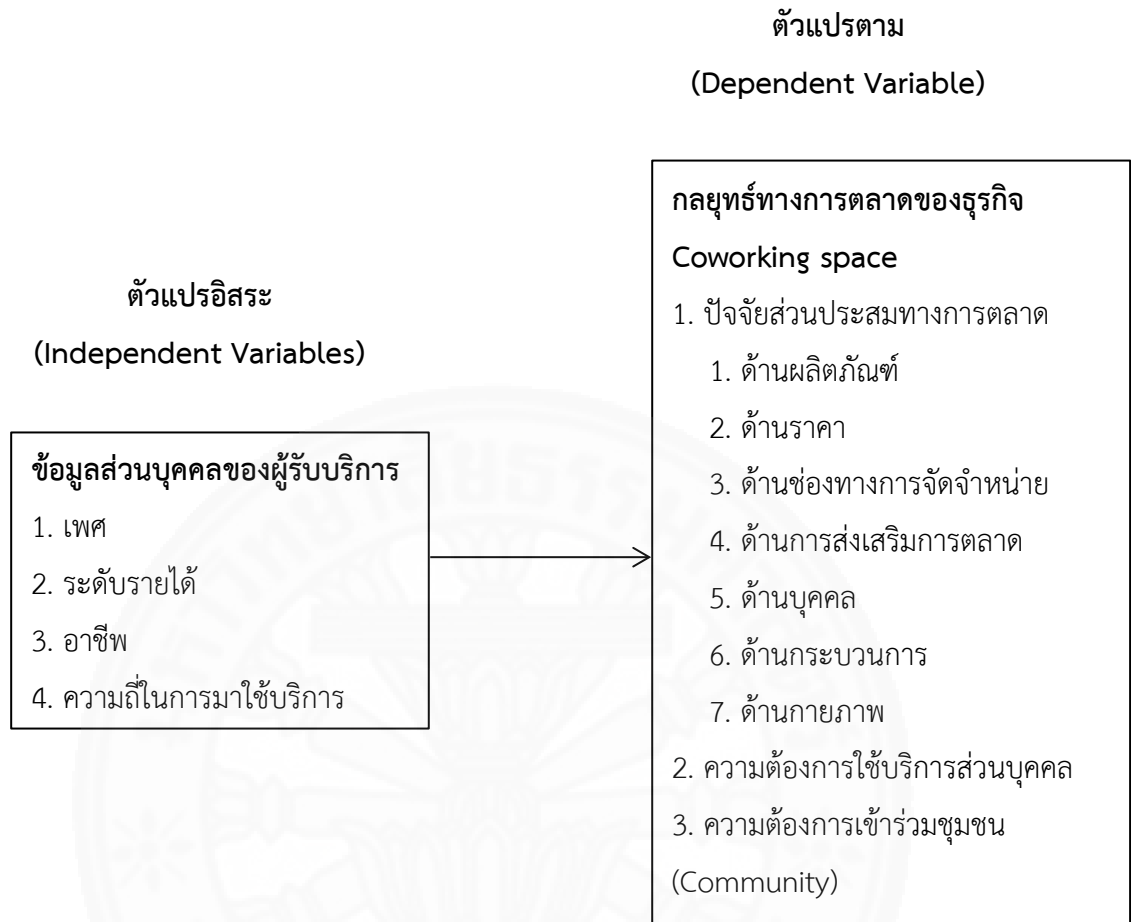 ตัวแปรตาม
(Dependent Variable)
กลยุทธ์ทางการตลาดของธุรกิจ
Coworking space
1. ปัจจัยส่วนประสมทางการตลาด
1. ด้านผลิตภัณฑ์
2. ด้านราคา
3. ด้านช่องทางการจัดจำหน่าย
4. ด้านการส่งเสริมการตลาด
5. ด้านบุคคล
6. ด้านกระบวนการ
7. ด้านกายภาพ
2. ความต้องการใช้บริการส่วนบุคคล
3. ความต้องการเข้าร่วมชุมชน
(Community)
ตัวแปรอิสระ
(Independent Variables)
ข้อมูลส่วนบุคคลของผู้รับบริการ
1. เพศ
2. ระดับรายได้
3. อาชีพ
4. ความถี่ในการมาใช้บริการ